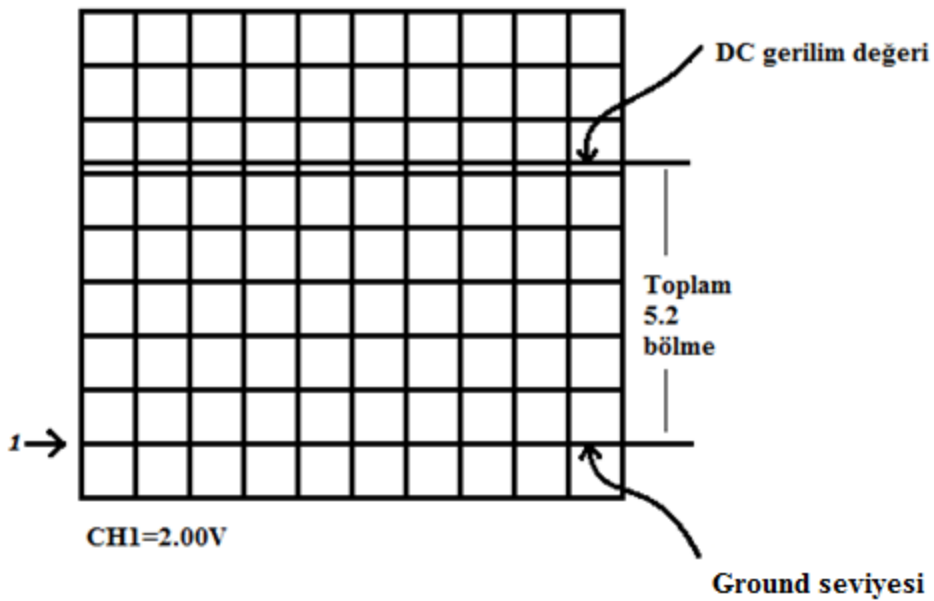 DC gerilim değeri
Toplam
5.2
bölme
1
CH1=2.00V
Ground seviyesi